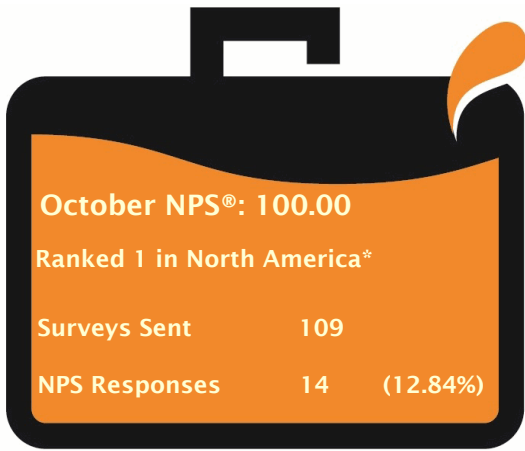 October NPS®: 100.00
Ranked 1 in North America*
Surveys Sent 109
NPS Responses 14 (12.84%)